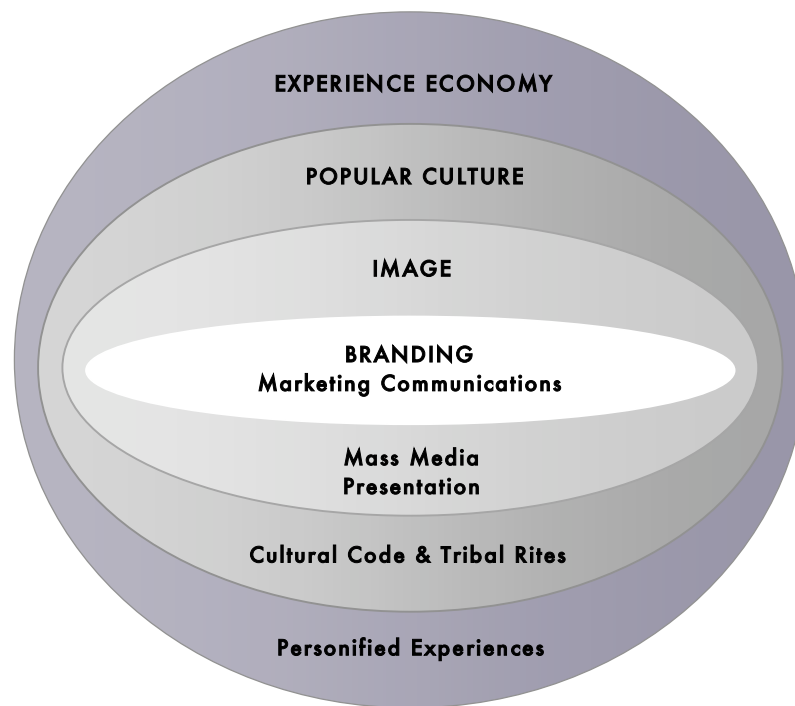 EXPERIENCE ECONOMY
POPULAR CULTURE
IMAGE
BRANDING
Marketing Communications
Mass Media
Presentation
Cultural Code & Tribal Rites
Personified Experiences